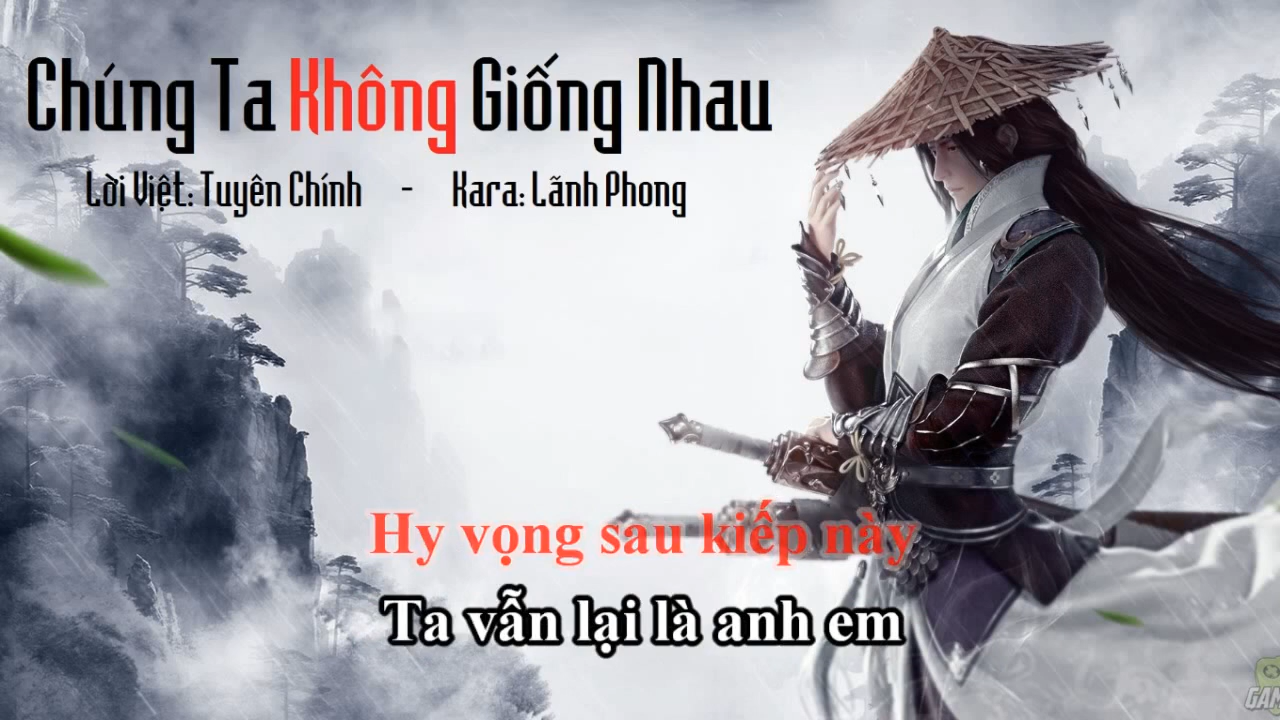 Chúng Ta Không Giống Nhau
Lời Việt: Tuyên Chính - Kara: Lãnh Phong
Hy vọng sau kiếp này
Ta vẫn lại là anh em